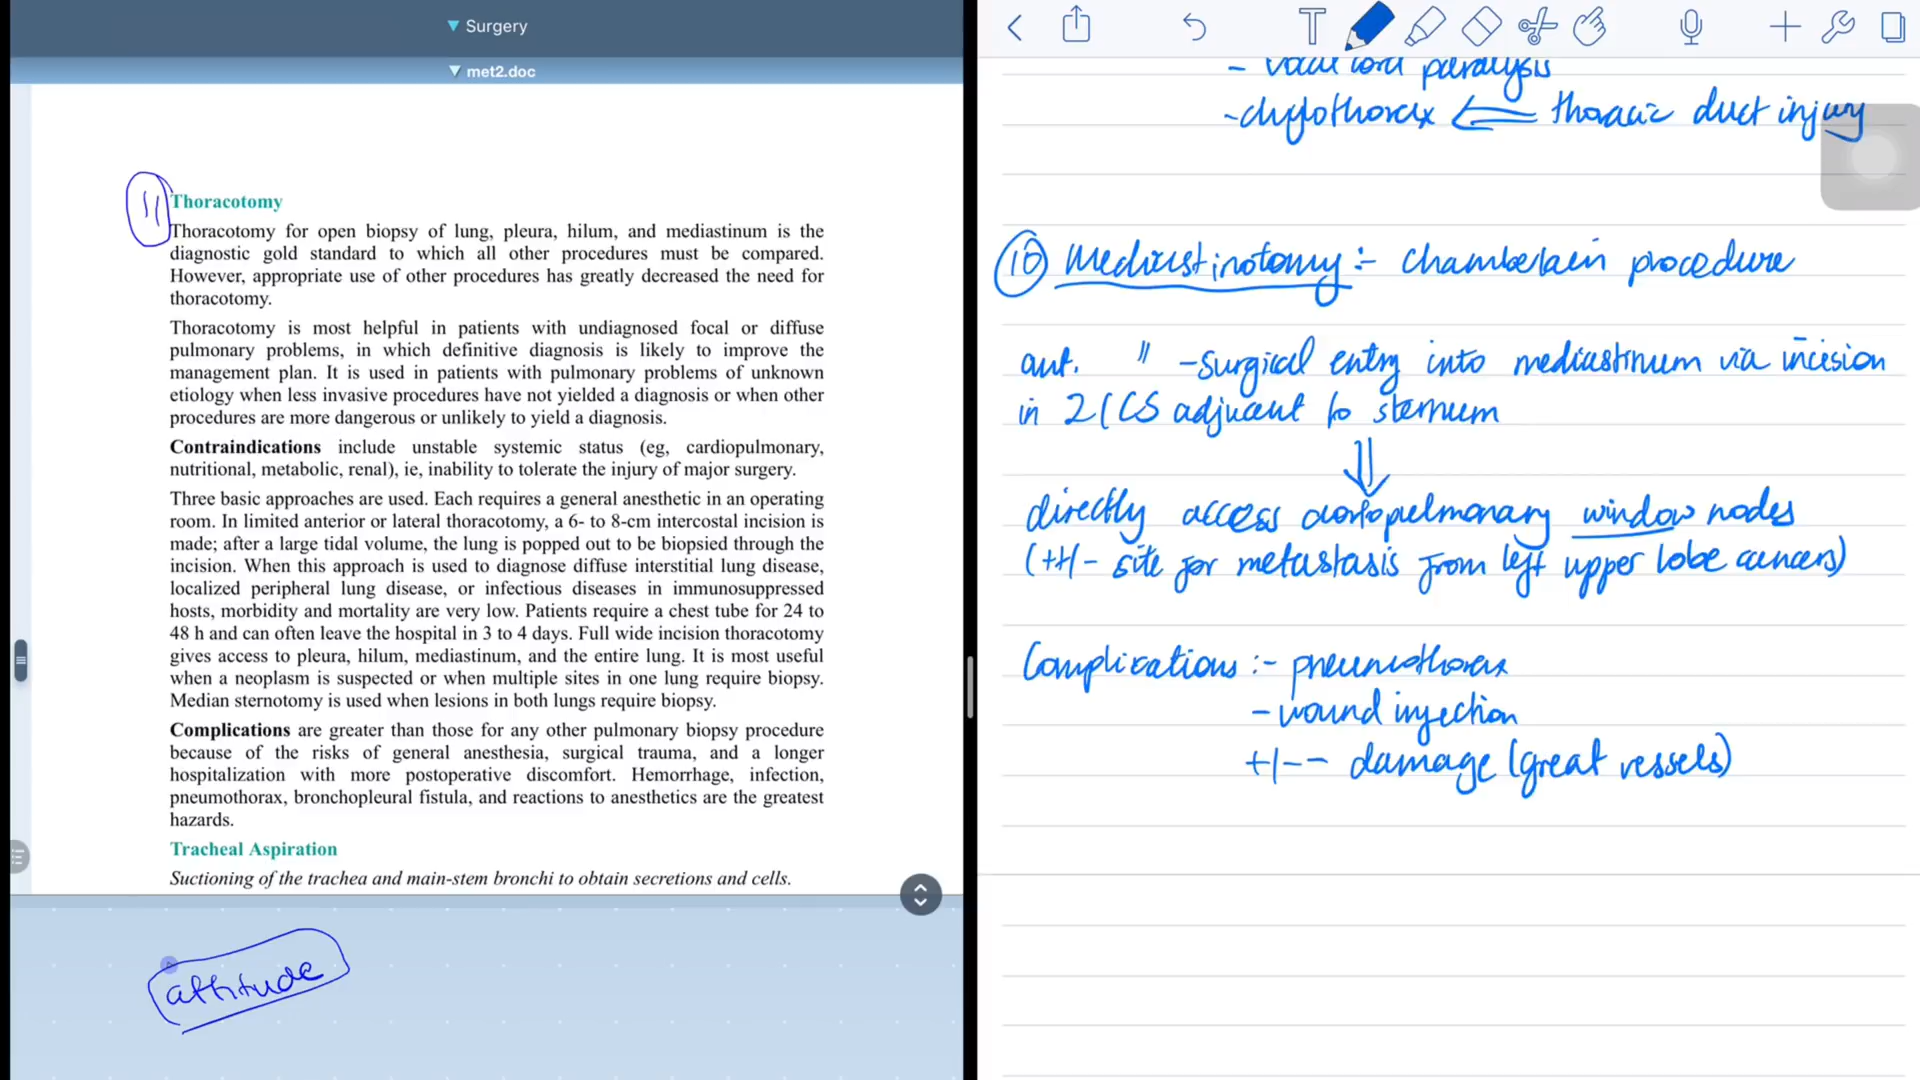 ▼ Surgery
▼ met2.doc
11
Thoracotomy
Thoracotomy for open biopsy of lung, pleura, hilum, and mediastinum is the
diagnostic gold standard to which all other procedures must be compared.
However, appropriate use of other procedures has greatly decreased the need for
thoracotomy.
Thoracotomy is most helpful in patients with undiagnosed focal or diffuse
pulmonary problems, in which definitive diagnosis is likely to improve the
management plan. It is used in patients with pulmonary problems of unknown
etiology when less invasive procedures have not yielded a diagnosis or when other
procedures are more dangerous or unlikely to yield a diagnosis.
Contraindications include unstable systemic status (eg, cardiopulmonary,
nutritional, metabolic, renal), ie, inability to tolerate the injury of major surgery.
Three basic approaches are used. Each requires a general anesthetic in an operating
room. In limited anterior or lateral thoracotomy, a 6- to 8-cm intercostal incision is
made; after a large tidal volume, the lung is popped out to be biopsied through the
incision. When this approach is used to diagnose diffuse interstitial lung disease,
localized peripheral lung disease, or infectious diseases in immunosuppressed
hosts, morbidity and mortality are very low. Patients require a chest tube for 24 to
48 h and can often leave the hospital in 3 to 4 days. Full wide incision thoracotomy
gives access to pleura, hilum, mediastinum, and the entire lung. It is most useful
when a neoplasm is suspected or when multiple sites in one lung require biopsy.
Median sternotomy is used when lesions in both lungs require biopsy.
Complications are greater than those for any other pulmonary biopsy procedure
because of the risks of general anesthesia, surgical trauma, and a longer
hospitalization with more postoperative discomfort. Hemorrhage, infection,
pneumothorax, bronchopleural fistula, and reactions to anesthetics are the greatest
hazards.
Tracheal Aspiration
Suctioning of the trachea and main-stem bronchi to obtain secretions and cells.
attitude
T
- vocal cord paralysis
- chylothorax ⇐ thoracic duct injury
10 Mediastinotomy :- chamberlain procedure
ant. " - surgical entry into mediastinum via incision
in 2 ICS adjacent to sternum
⇓
directly access aortopulmonary window nodes
(++/- site for metastasis from left upper lobe cancers)
Complications :- pneumothorax
- wound infection
+/-- damage (great vessels)